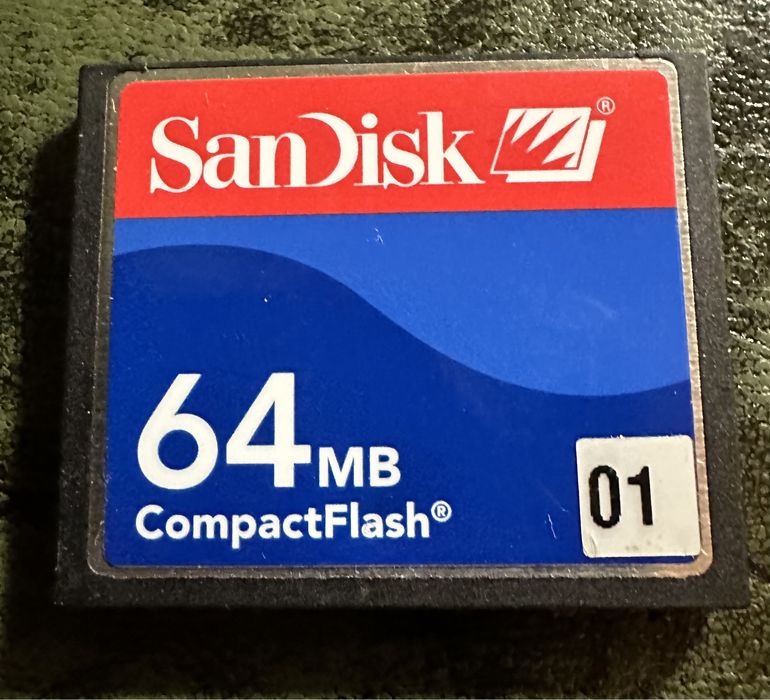 SanDisk®
64MB
CompactFlash®
01